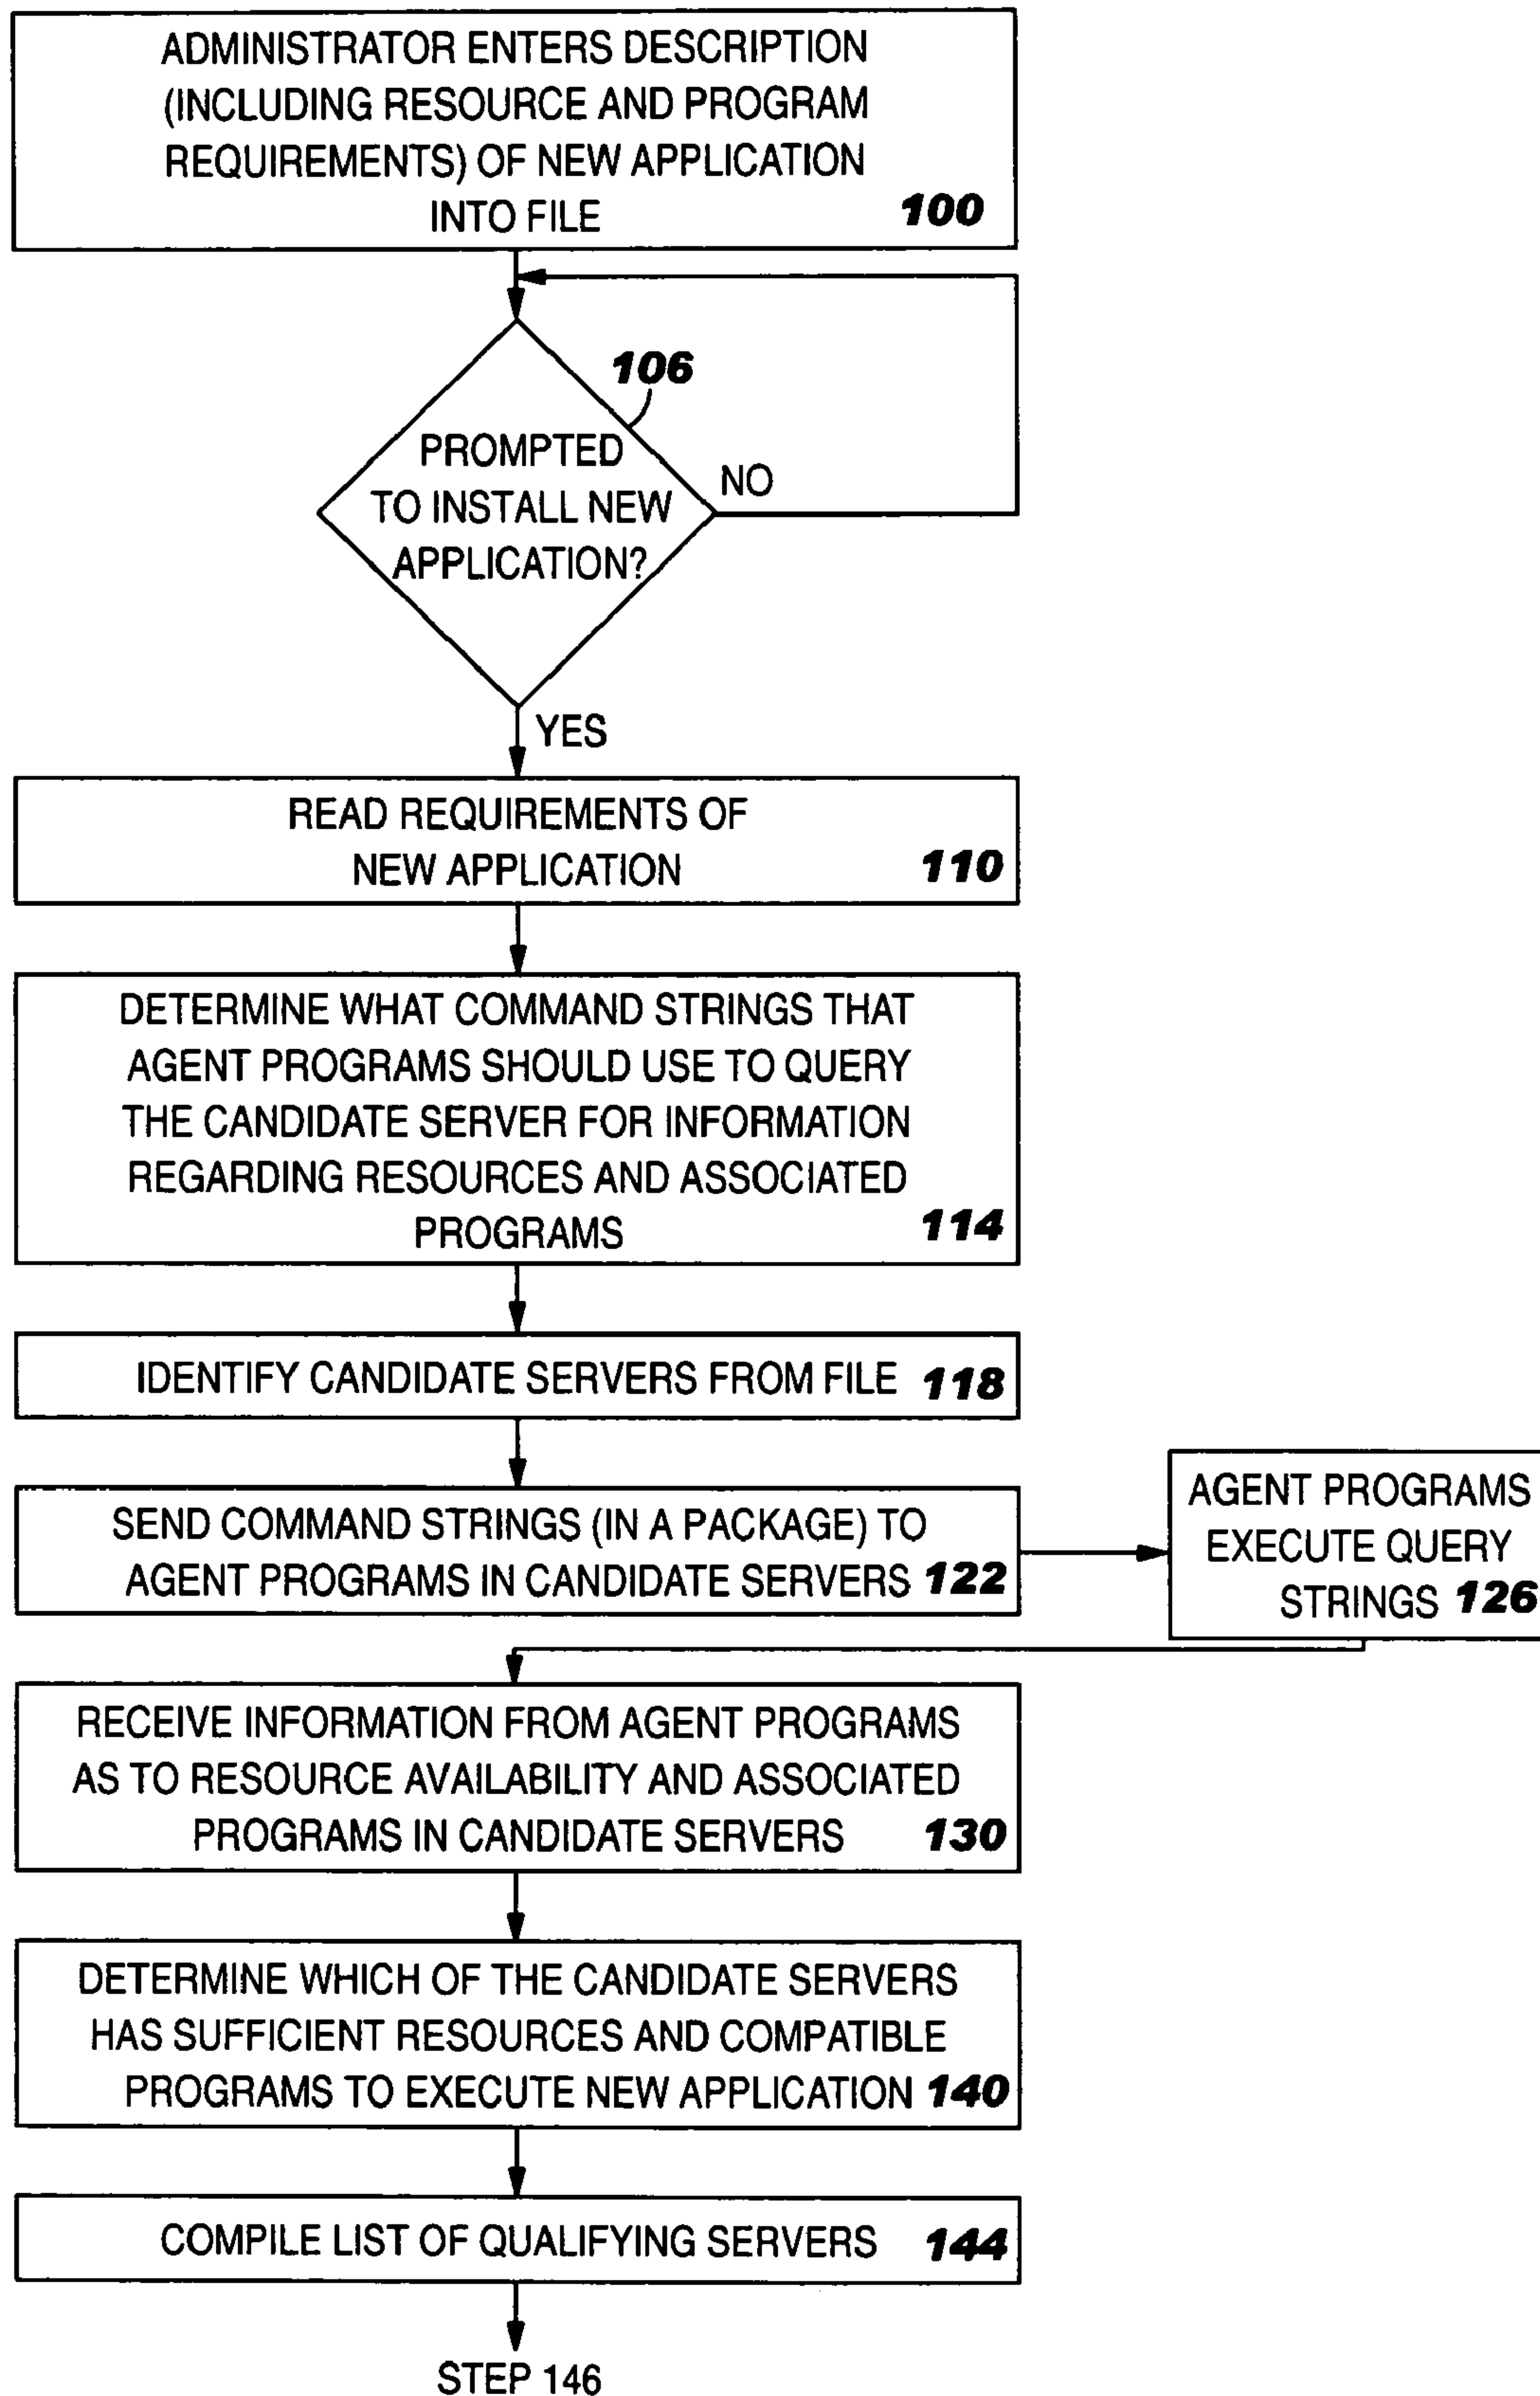 ADMINISTRATOR ENTERS DESCRIPTION
(INCLUDING RESOURCE AND PROGRAM
REQUIREMENTS) OF NEW APPLICATION
INTO FILE 100
106
PROMPTED
TO INSTALL NEW
APPLICATION?
NO
YES
READ REQUIREMENTS OF
NEW APPLICATION 110
DETERMINE WHAT COMMAND STRINGS THAT
AGENT PROGRAMS SHOULD USE TO QUERY
THE CANDIDATE SERVER FOR INFORMATION
REGARDING RESOURCES AND ASSOCIATED
PROGRAMS 114
IDENTIFY CANDIDATE SERVERS FROM FILE 118
SEND COMMAND STRINGS (IN A PACKAGE) TO
AGENT PROGRAMS IN CANDIDATE SERVERS 122
AGENT PROGRAMS
EXECUTE QUERY
STRINGS 126
RECEIVE INFORMATION FROM AGENT PROGRAMS
AS TO RESOURCE AVAILABILITY AND ASSOCIATED
PROGRAMS IN CANDIDATE SERVERS 130
DETERMINE WHICH OF THE CANDIDATE SERVERS
HAS SUFFICIENT RESOURCES AND COMPATIBLE
PROGRAMS TO EXECUTE NEW APPLICATION 140
COMPILE LIST OF QUALIFYING SERVERS 144
STEP 146